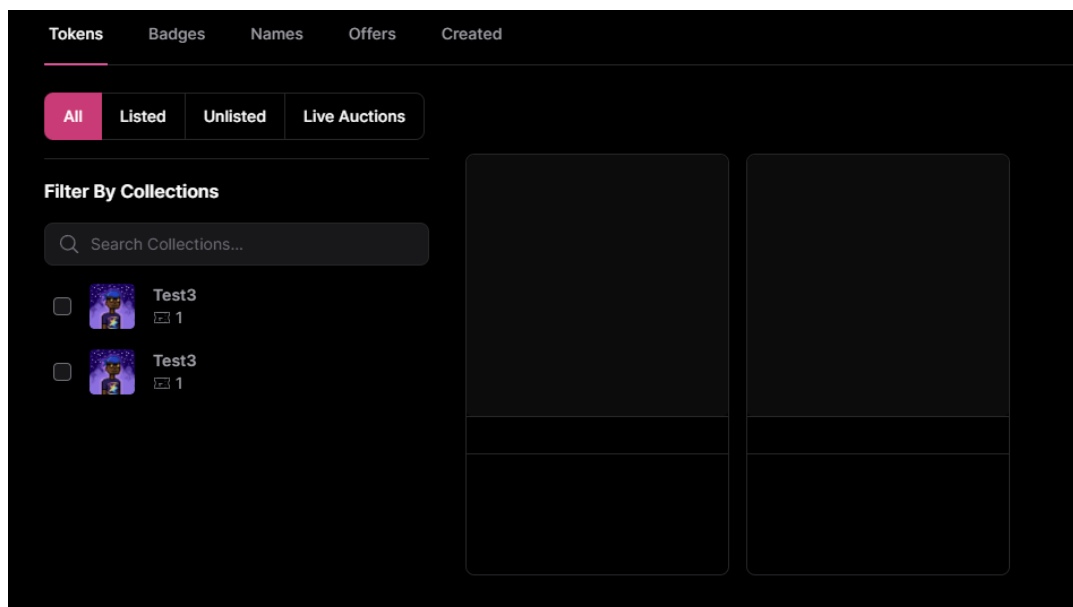 Tokens Badges Names Offers Created
All Listed Unlisted Live Auctions
Filter By Collections
Search Collections...
Test3
1
Test3
1